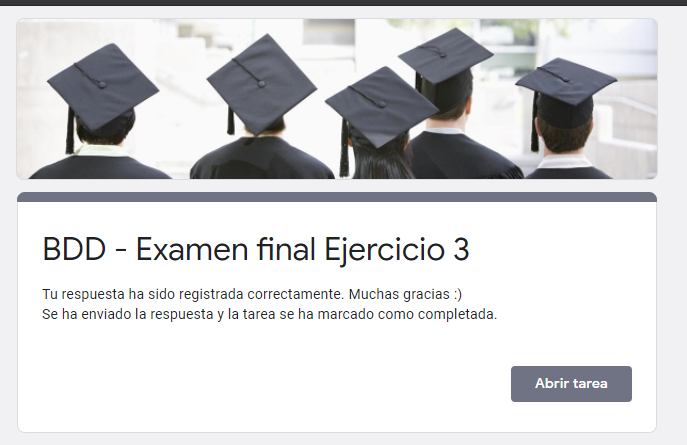 BDD - Examen final Ejercicio 3
Tu respuesta ha sido registrada correctamente. Muchas gracias :)
Se ha enviado la respuesta y la tarea se ha marcado como completada.
Abrir tarea